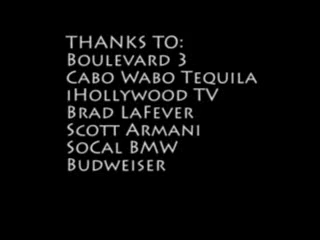 THANKS TO:
BOULEVARD 3
CABO WABO TEQUILA
iHOLLYWOOD TV
BRAD LAFEVER
SCOTT ARMANI
SOCAL BMW
BUDWEISER